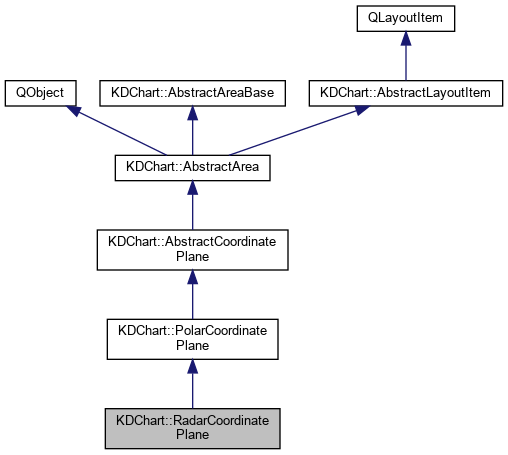 QLayoutItem
QObject
KDChart::AbstractAreaBase
KDChart::AbstractLayoutItem
KDChart::AbstractArea
KDChart::AbstractCoordinate
Plane
KDChart::PolarCoordinate
Plane
KDChart::RadarCoordinate
Plane